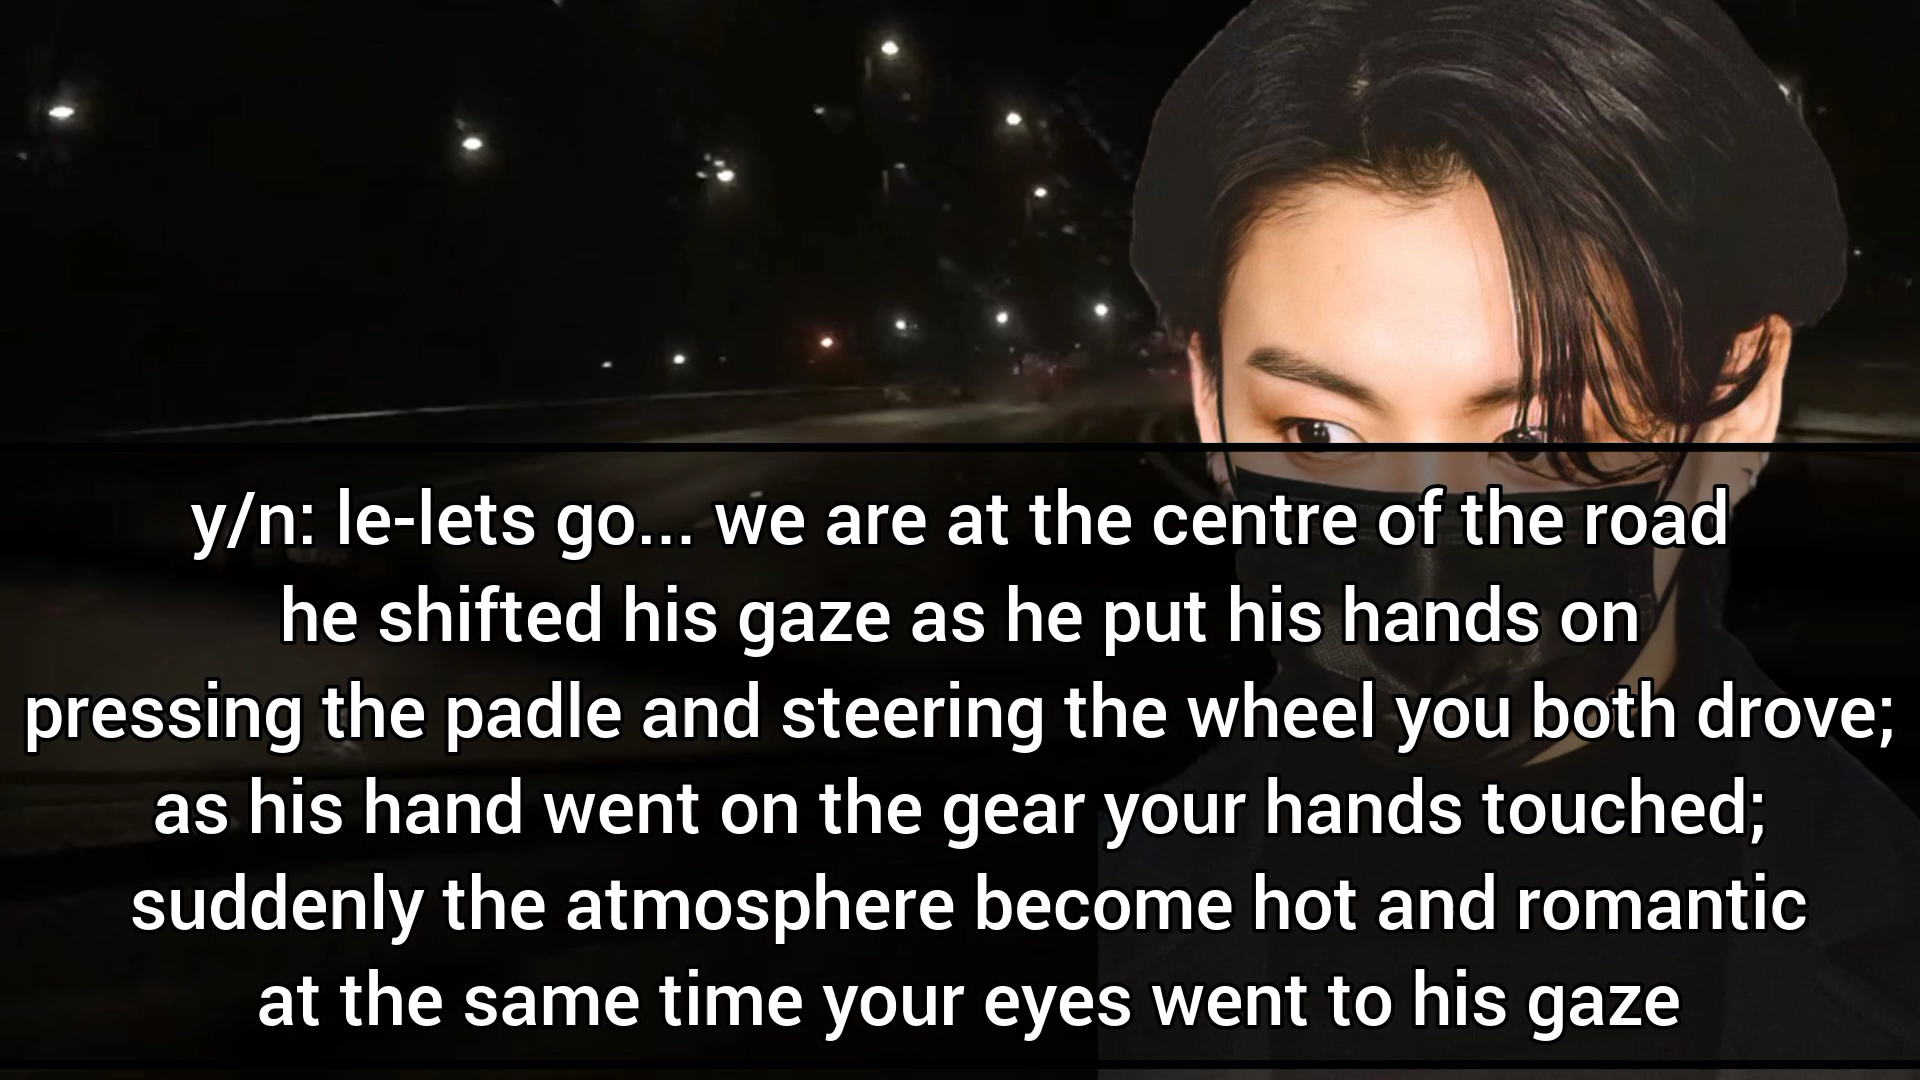 y/n: le-lets go... we are at the centre of the road
he shifted his gaze as he put his hands on
pressing the padle and steering the wheel you both drove;
as his hand went on the gear your hands touched;
suddenly the atmosphere become hot and romantic
at the same time your eyes went to his gaze